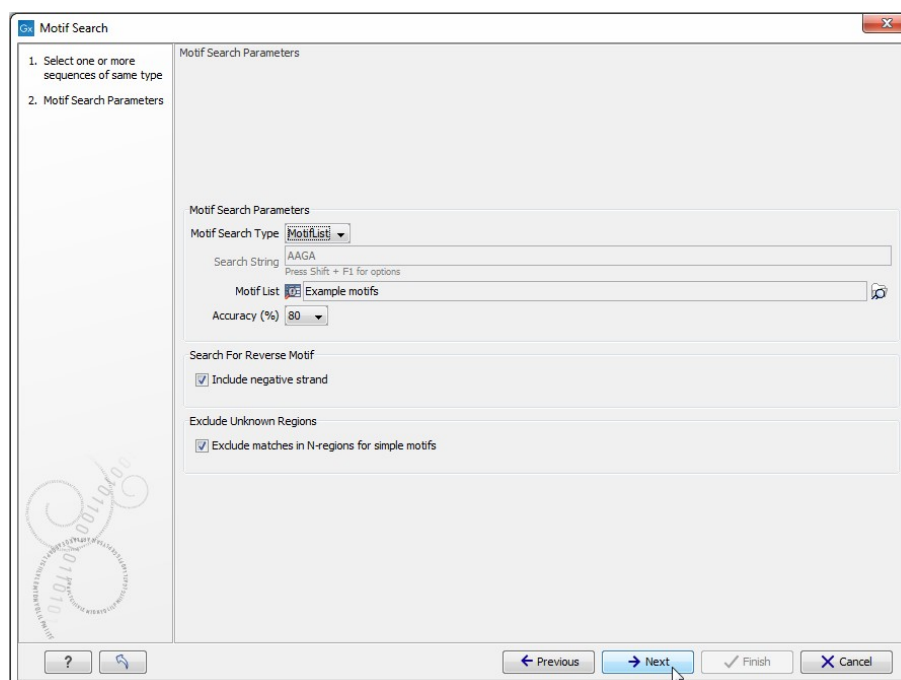 Gx Motif Search
1. Select one or more
sequences of same type
2. Motif Search Parameters
Motif Search Parameters
Motif Search Parameters
Motif Search Type MotifList
Search String AAGA
Press Shift + F1 for options
Motif List Example motifs
Accuracy (%) 80
Search For Reverse Motif
Include negative strand
Exclude Unknown Regions
Exclude matches in N-regions for simple motifs
? Previous Next Finish Cancel